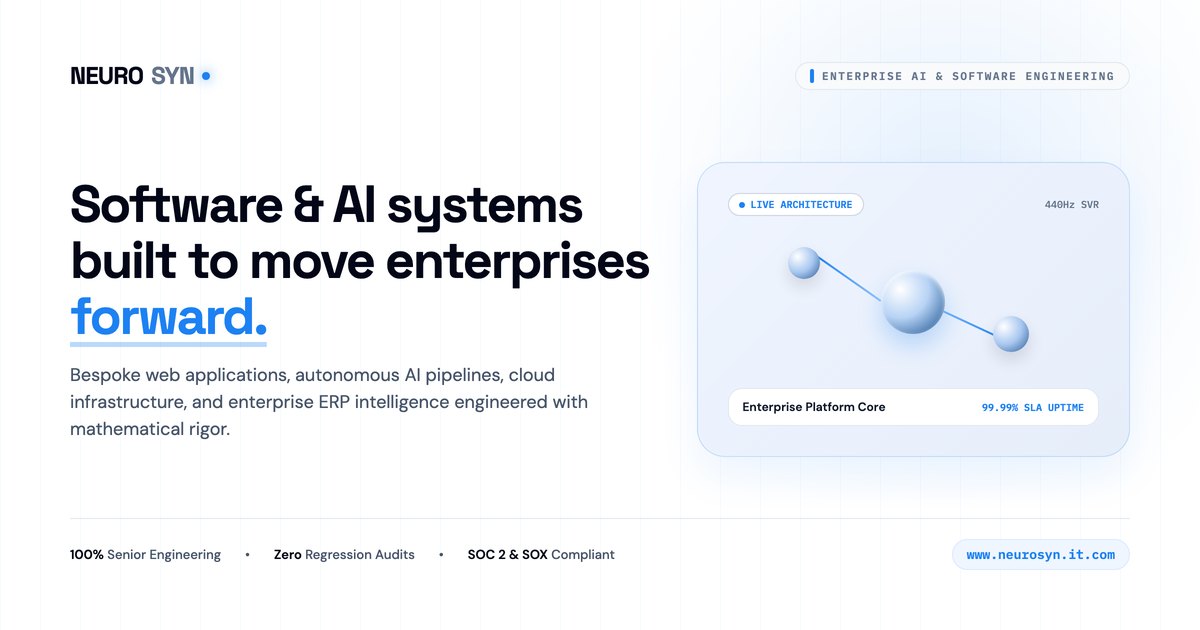 NEURO SYN
ENTERPRISE AI & SOFTWARE ENGINEERING
Software & AI systems
built to move enterprises
forward.
Bespoke web applications, autonomous AI pipelines, cloud
infrastructure, and enterprise ERP intelligence engineered with
mathematical rigor.
LIVE ARCHITECTURE
440Hz SVR
Enterprise Platform Core
99.99% SLA UPTIME
100% Senior Engineering • Zero Regression Audits • SOC 2 & SOX Compliant
www.neurosyn.it.com